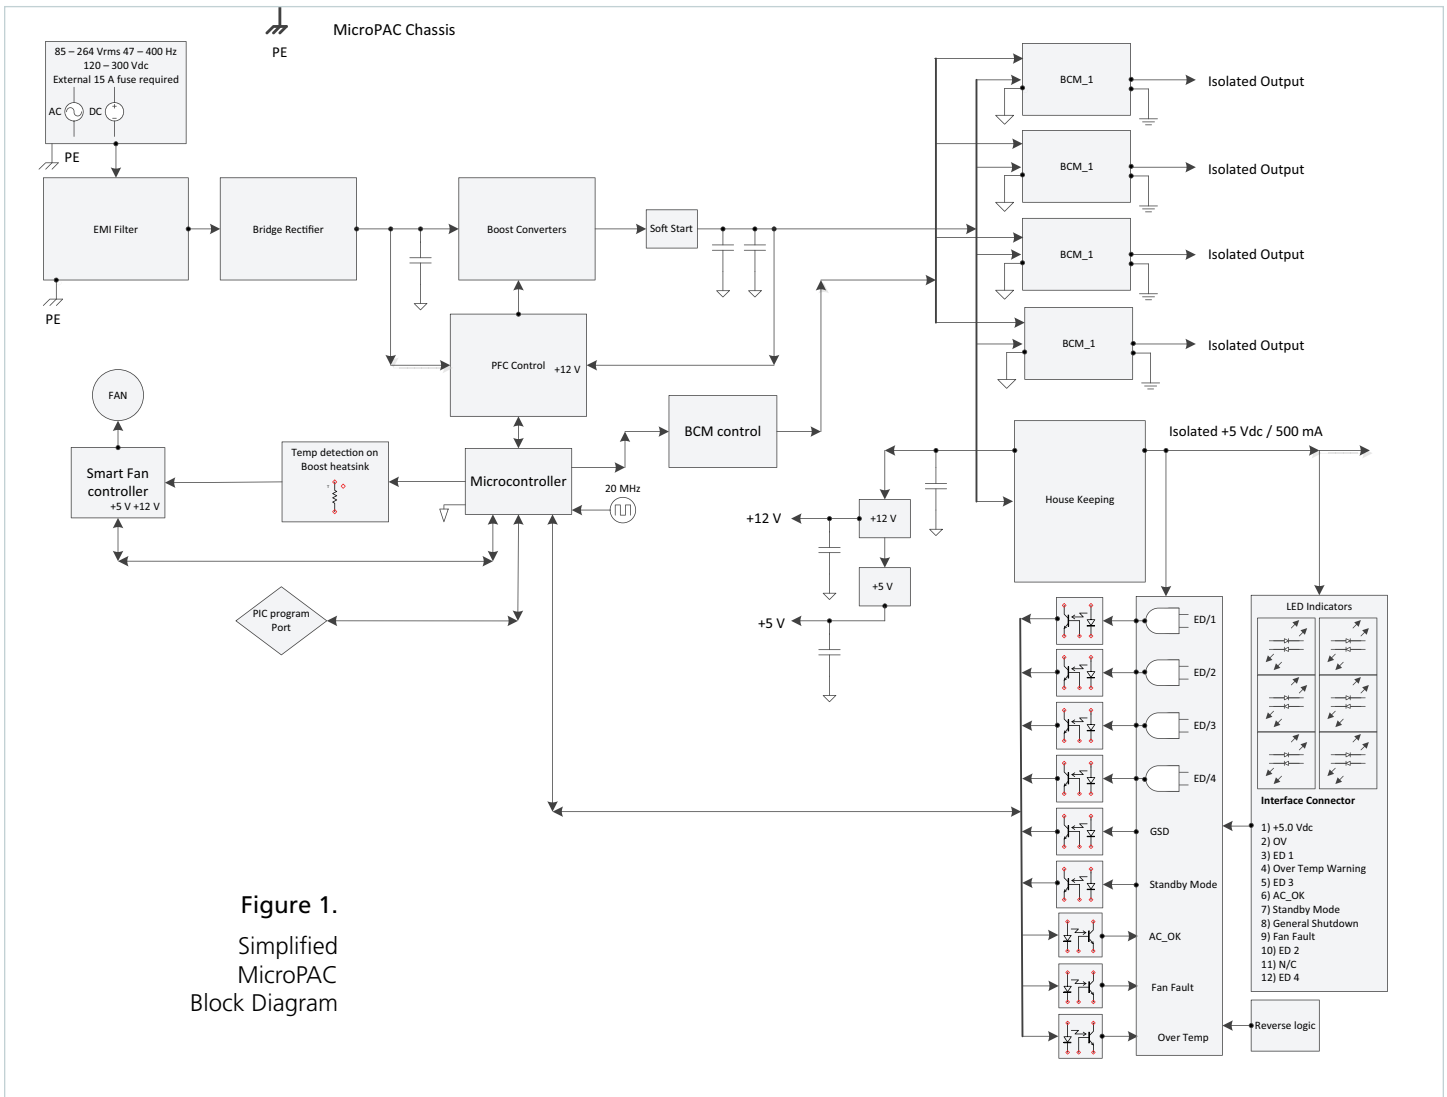 MicroPAC Chassis
PE
85 – 264 Vrms 47 – 400 Hz
120 – 300 Vdc
External 15 A fuse required
AC
DC
PE
EMI Filter
PE
Bridge Rectifier
Boost Converters
Soft Start
PFC Control
+12 V
FAN
Smart Fan
controller
+5 V +12 V
Temp detection on
Boost heatsink
Microcontroller
20 MHz
BCM control
PIC program
Port
BCM_1
Isolated Output
BCM_1
Isolated Output
BCM_1
Isolated Output
BCM_1
Isolated Output
House Keeping
Isolated +5 Vdc / 500 mA
+12 V
+12 V
+5 V
+5 V
ED/1
ED/2
ED/3
ED/4
GSD
Standby Mode
AC_OK
Fan Fault
Over Temp
LED Indicators
Interface Connector
1) +5.0 Vdc
2) OV
3) ED 1
4) Over Temp Warning
5) ED 3
6) AC_OK
7) Standby Mode
8) General Shutdown
9) Fan Fault
10) ED 2
11) N/C
12) ED 4
Reverse logic
Figure 1.
Simplified
MicroPAC
Block Diagram